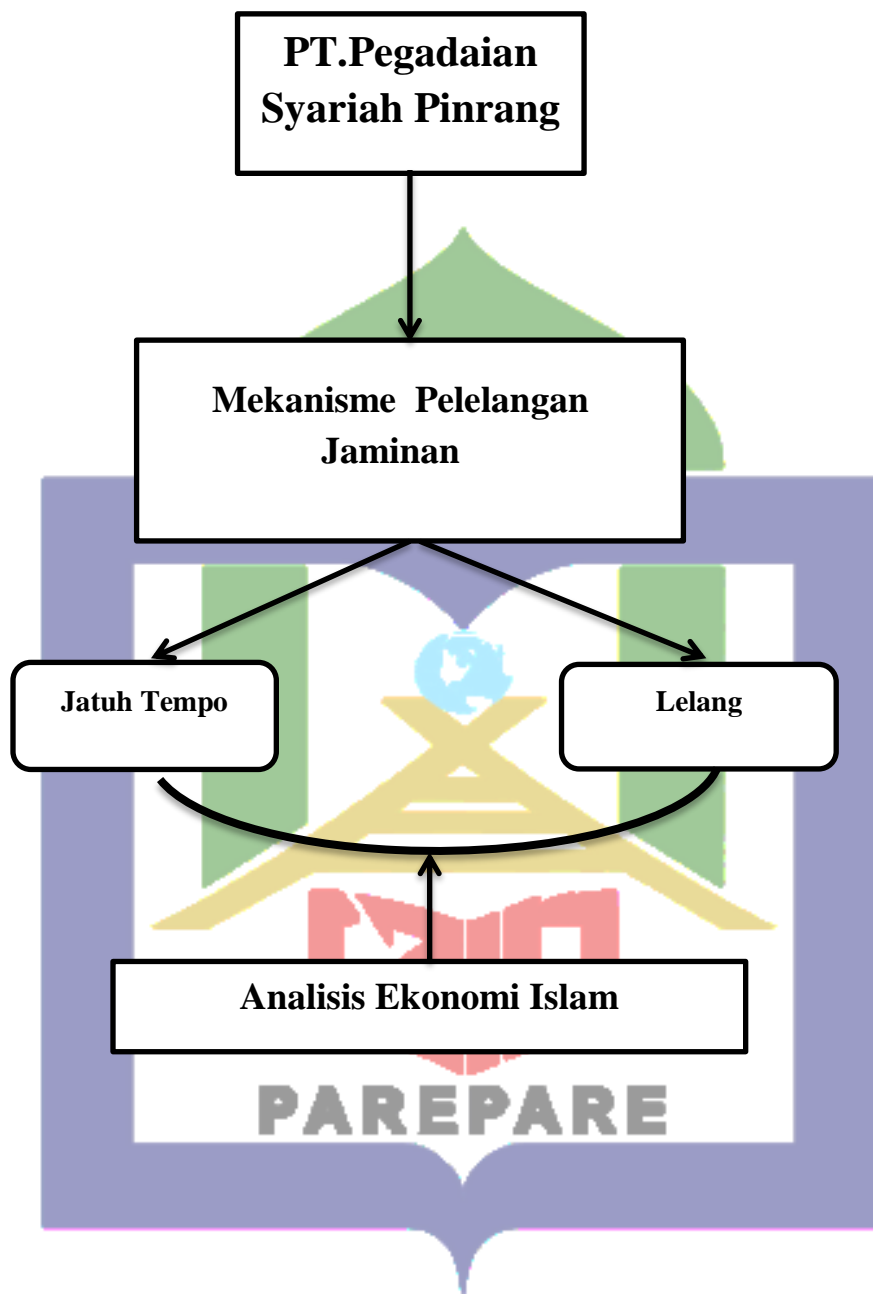 PT.Pegadaian
Syariah Pinrang
Mekanisme Pelelangan
Jaminan
Jatuh Tempo
Lelang
Analisis Ekonomi Islam
PAREPARE